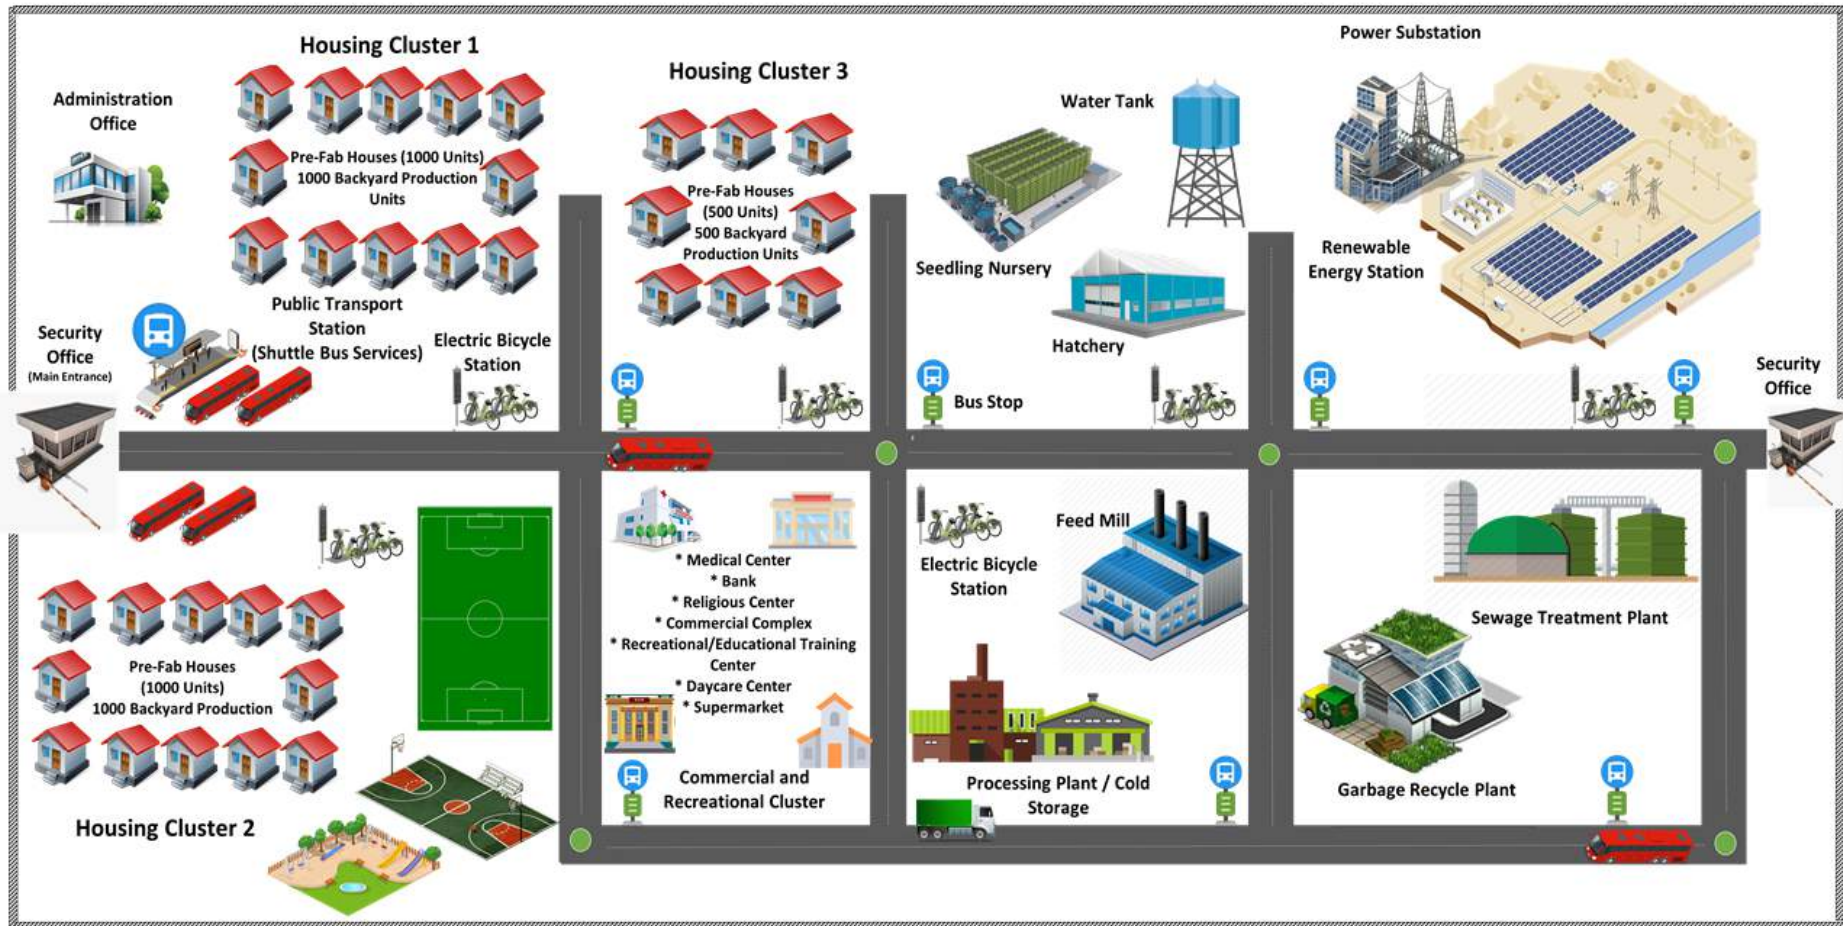 Housing Cluster 1
Administration
Office
Pre-Fab Houses (1000 Units)
1000 Backyard Production
Units
Public Transport
Station
(Shuttle Bus Services)
Security
Office
(Main Entrance)
Electric Bicycle
Station
Housing Cluster 3
Pre-Fab Houses
(500 Units)
500 Backyard
Production Units
Water Tank
Seedling Nursery
Hatchery
Bus Stop
Power Substation
Renewable
Energy Station
Security
Office
Pre-Fab Houses
(1000 Units)
1000 Backyard Production
Housing Cluster 2
* Medical Center
* Bank
* Religious Center
* Commercial Complex
* Recreational/Educational Training
Center
* Daycare Center
* Supermarket
Commercial and
Recreational Cluster
Electric Bicycle
Station
Feed Mill
Processing Plant / Cold
Storage
Sewage Treatment Plant
Garbage Recycle Plant